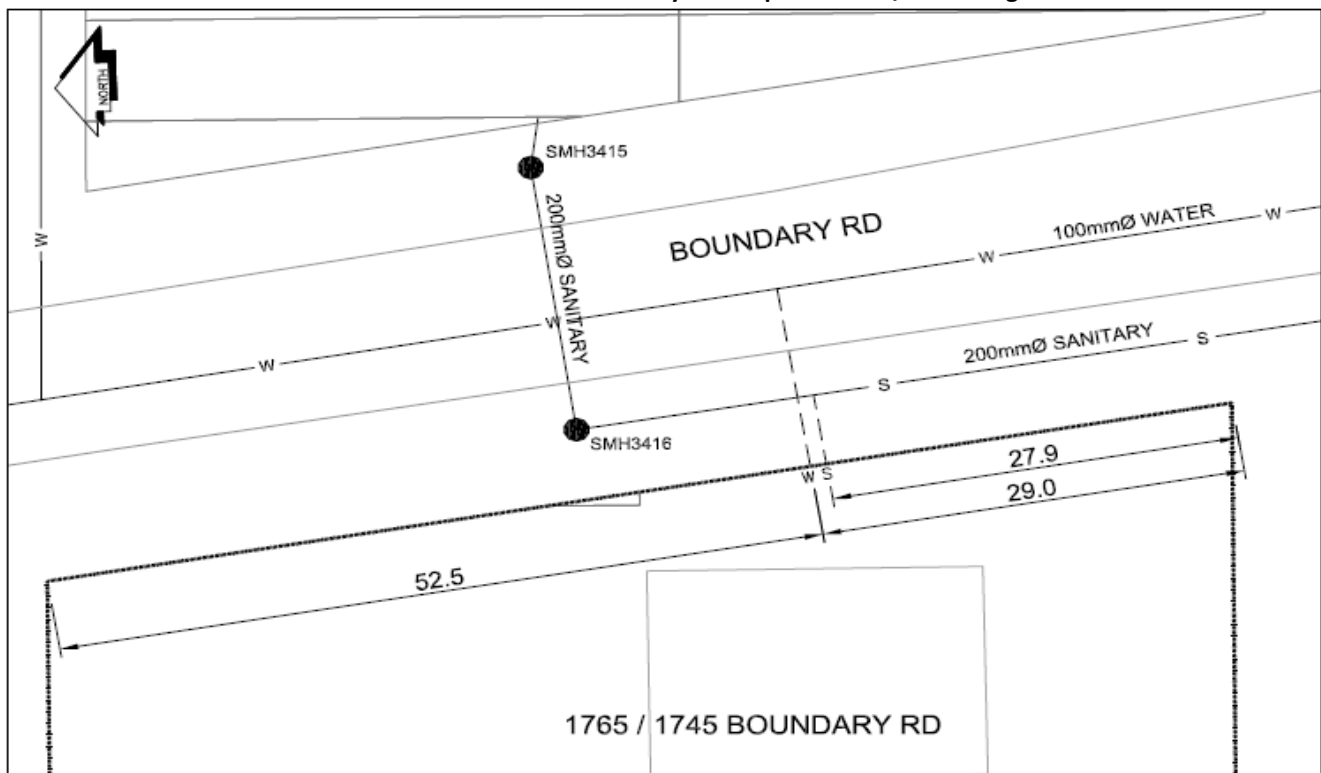 NORTH
SMH3415
200mmØ SANITARY
BOUNDARY RD
100mmØ WATER
W
W
W
W
W
200mmØ SANITARY
S
S
SMH3416
W S
27.9
29.0
52.5
1765 / 1745 BOUNDARY RD